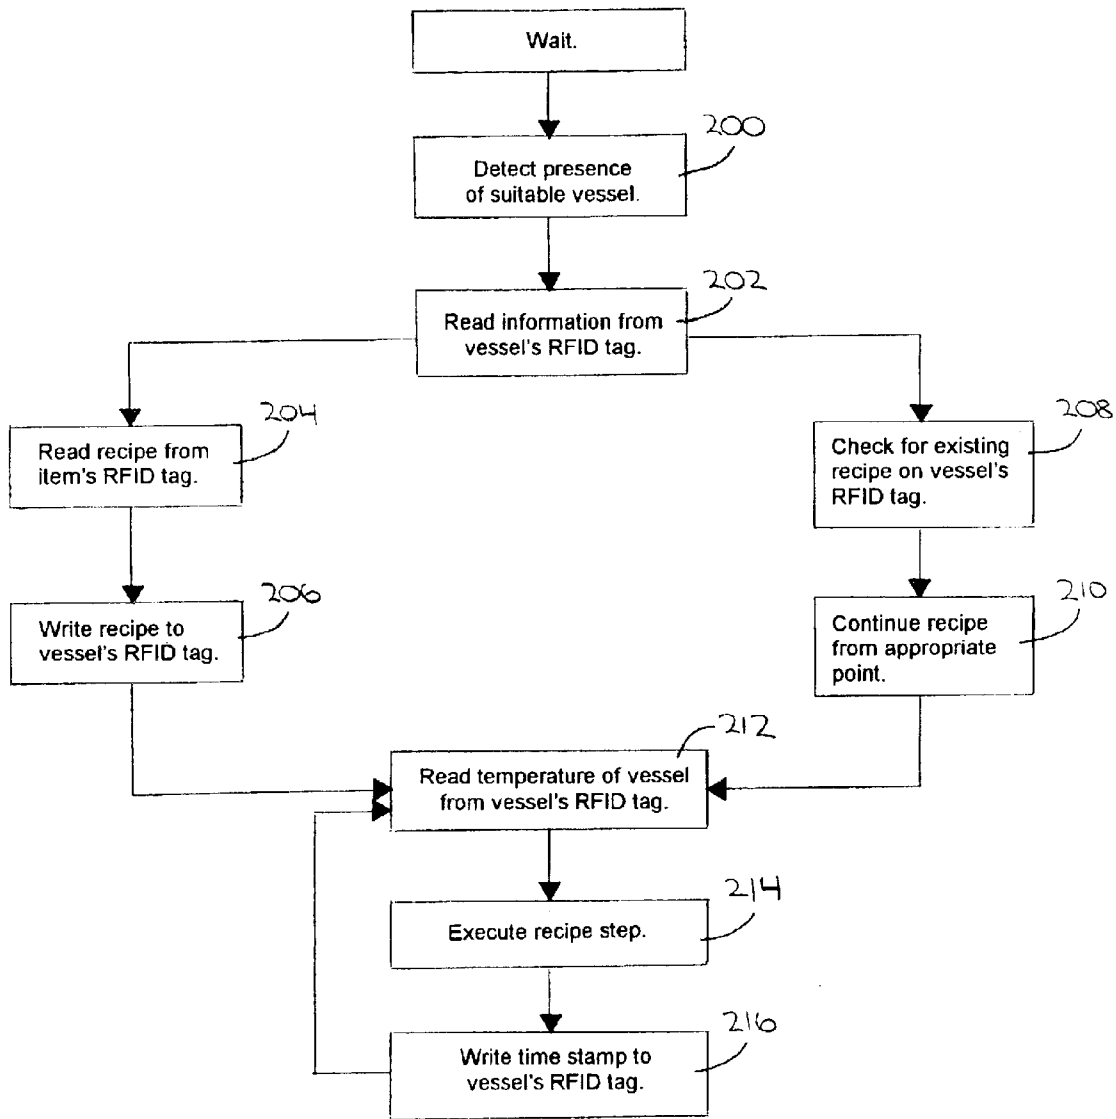 Wait.
200
Detect presence
of suitable vessel.
202
Read information from
vessel's RFID tag.
204
Read recipe from
item's RFID tag.
208
Check for existing
recipe on vessel's
RFID tag.
206
Write recipe to
vessel's RFID tag.
210
Continue recipe
from appropriate
point.
212
Read temperature of vessel
from vessel's RFID tag.
214
Execute recipe step.
216
Write time stamp to
vessel's RFID tag.